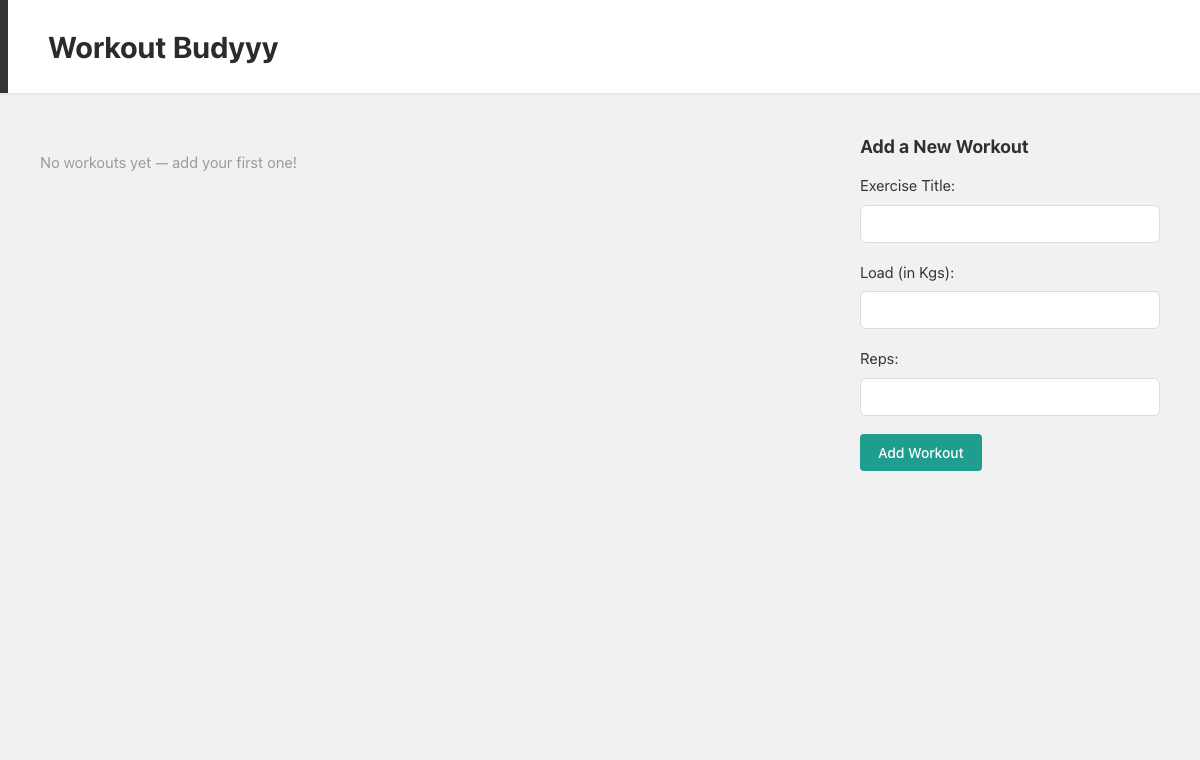 Workout Budyyy
No workouts yet — add your first one!
Add a New Workout
Exercise Title:
Load (in Kgs):
Reps:
Add Workout